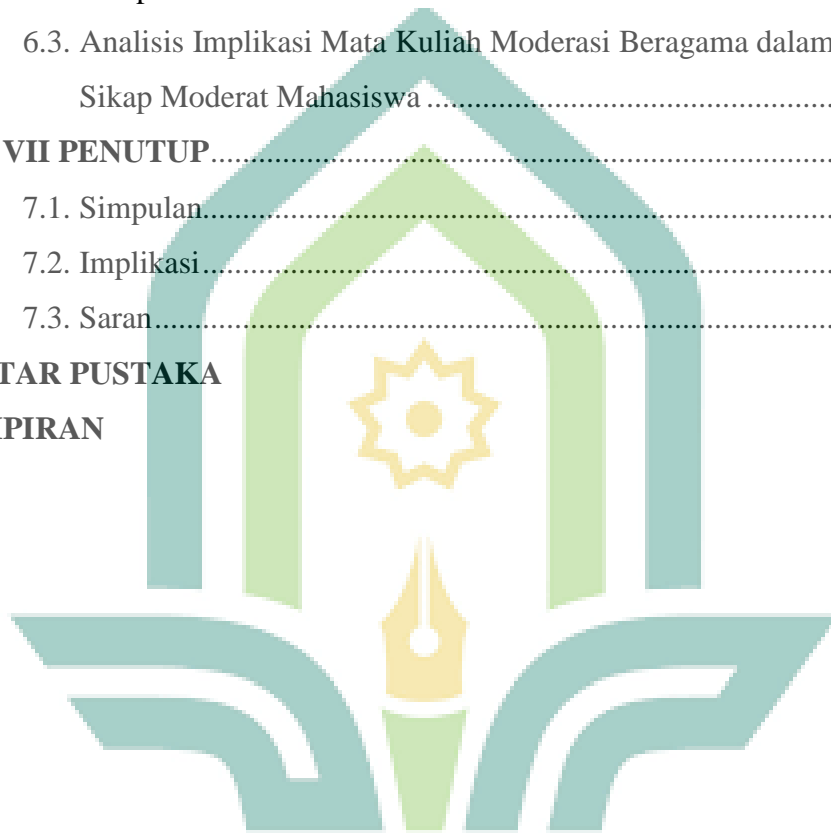 6.3. Analisis Implikasi Mata Kuliah Moderasi Beragama dalam
Sikap Moderat Mahasiswa ..........................................................
VII PENUTUP..........................................................................................
7.1. Simpulan..........................................................................................
7.2. Implikasi..........................................................................................
7.3. Saran................................................................................................
TAR PUSTAKA
PIRAN